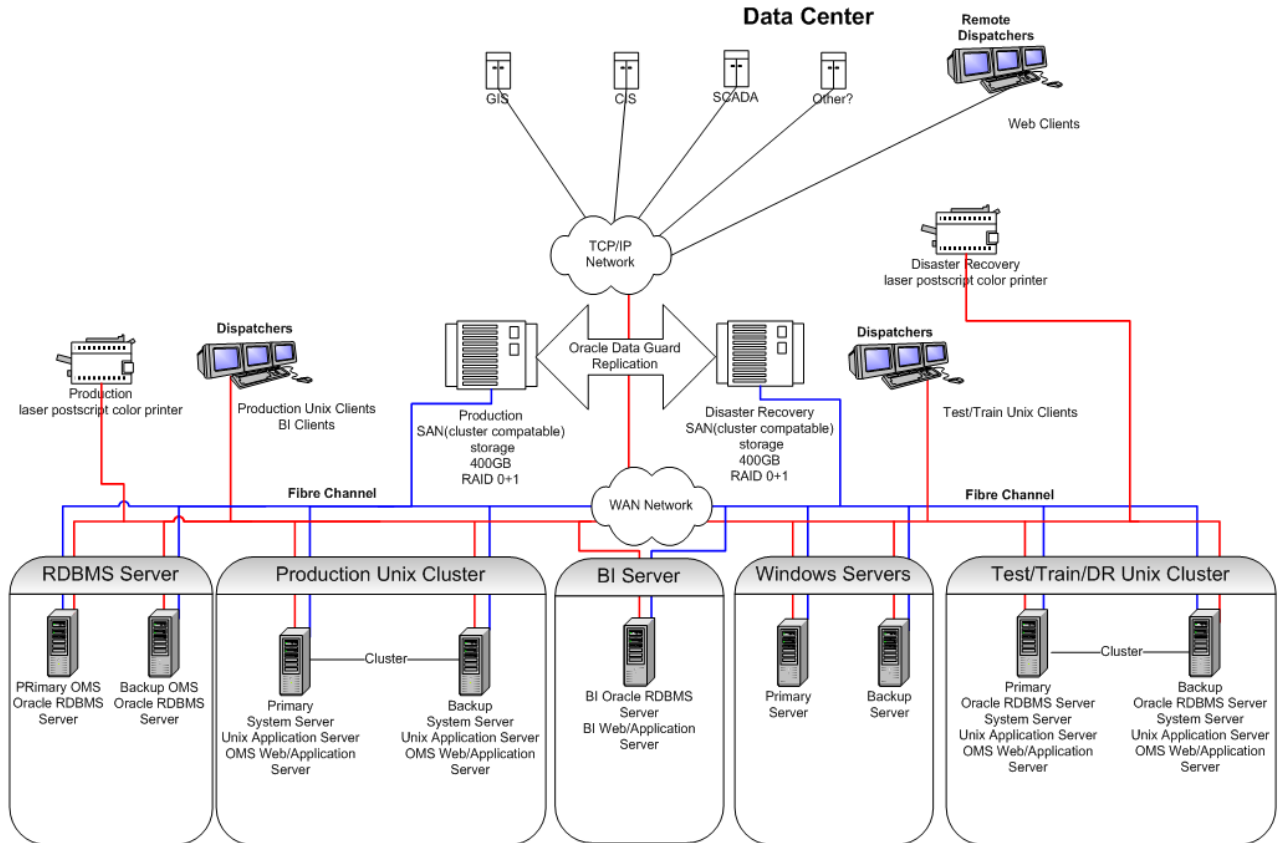 Data Center
Remote
Dispatchers
GIS
CIS
SCADA
Other?
Web Clients
TCP/IP
Network
Disaster Recovery
laser postscript color printer
Dispatchers
Oracle Data Guard
Replication
Dispatchers
Production
laser postscript color printer
Production Unix Clients
BI Clients
Production
SAN(cluster compatable)
storage
400GB
RAID 0+1
Disaster Recovery
SAN(cluster compatable)
storage
400GB
RAID 0+1
Test/Train Unix Clients
Fibre Channel
WAN Network
Fibre Channel
RDBMS Server
Production Unix Cluster
BI Server
Windows Servers
Test/Train/DR Unix Cluster
PRimary OMS
Oracle RDBMS
Server
Backup OMS
Oracle RDBMS
Server
Cluster
Primary
System Server
Unix Application Server
OMS Web/Application
Server
Backup
System Server
Unix Application Server
OMS Web/Application
Server
BI Oracle RDBMS
Server
BI Web/Application
Server
Primary
Server
Backup
Server
Cluster
Primary
Oracle RDBMS Server
System Server
Unix Application Server
OMS Web/Application
Server
Backup
Oracle RDBMS Server
System Server
Unix Application Server
OMS Web/Application
Server